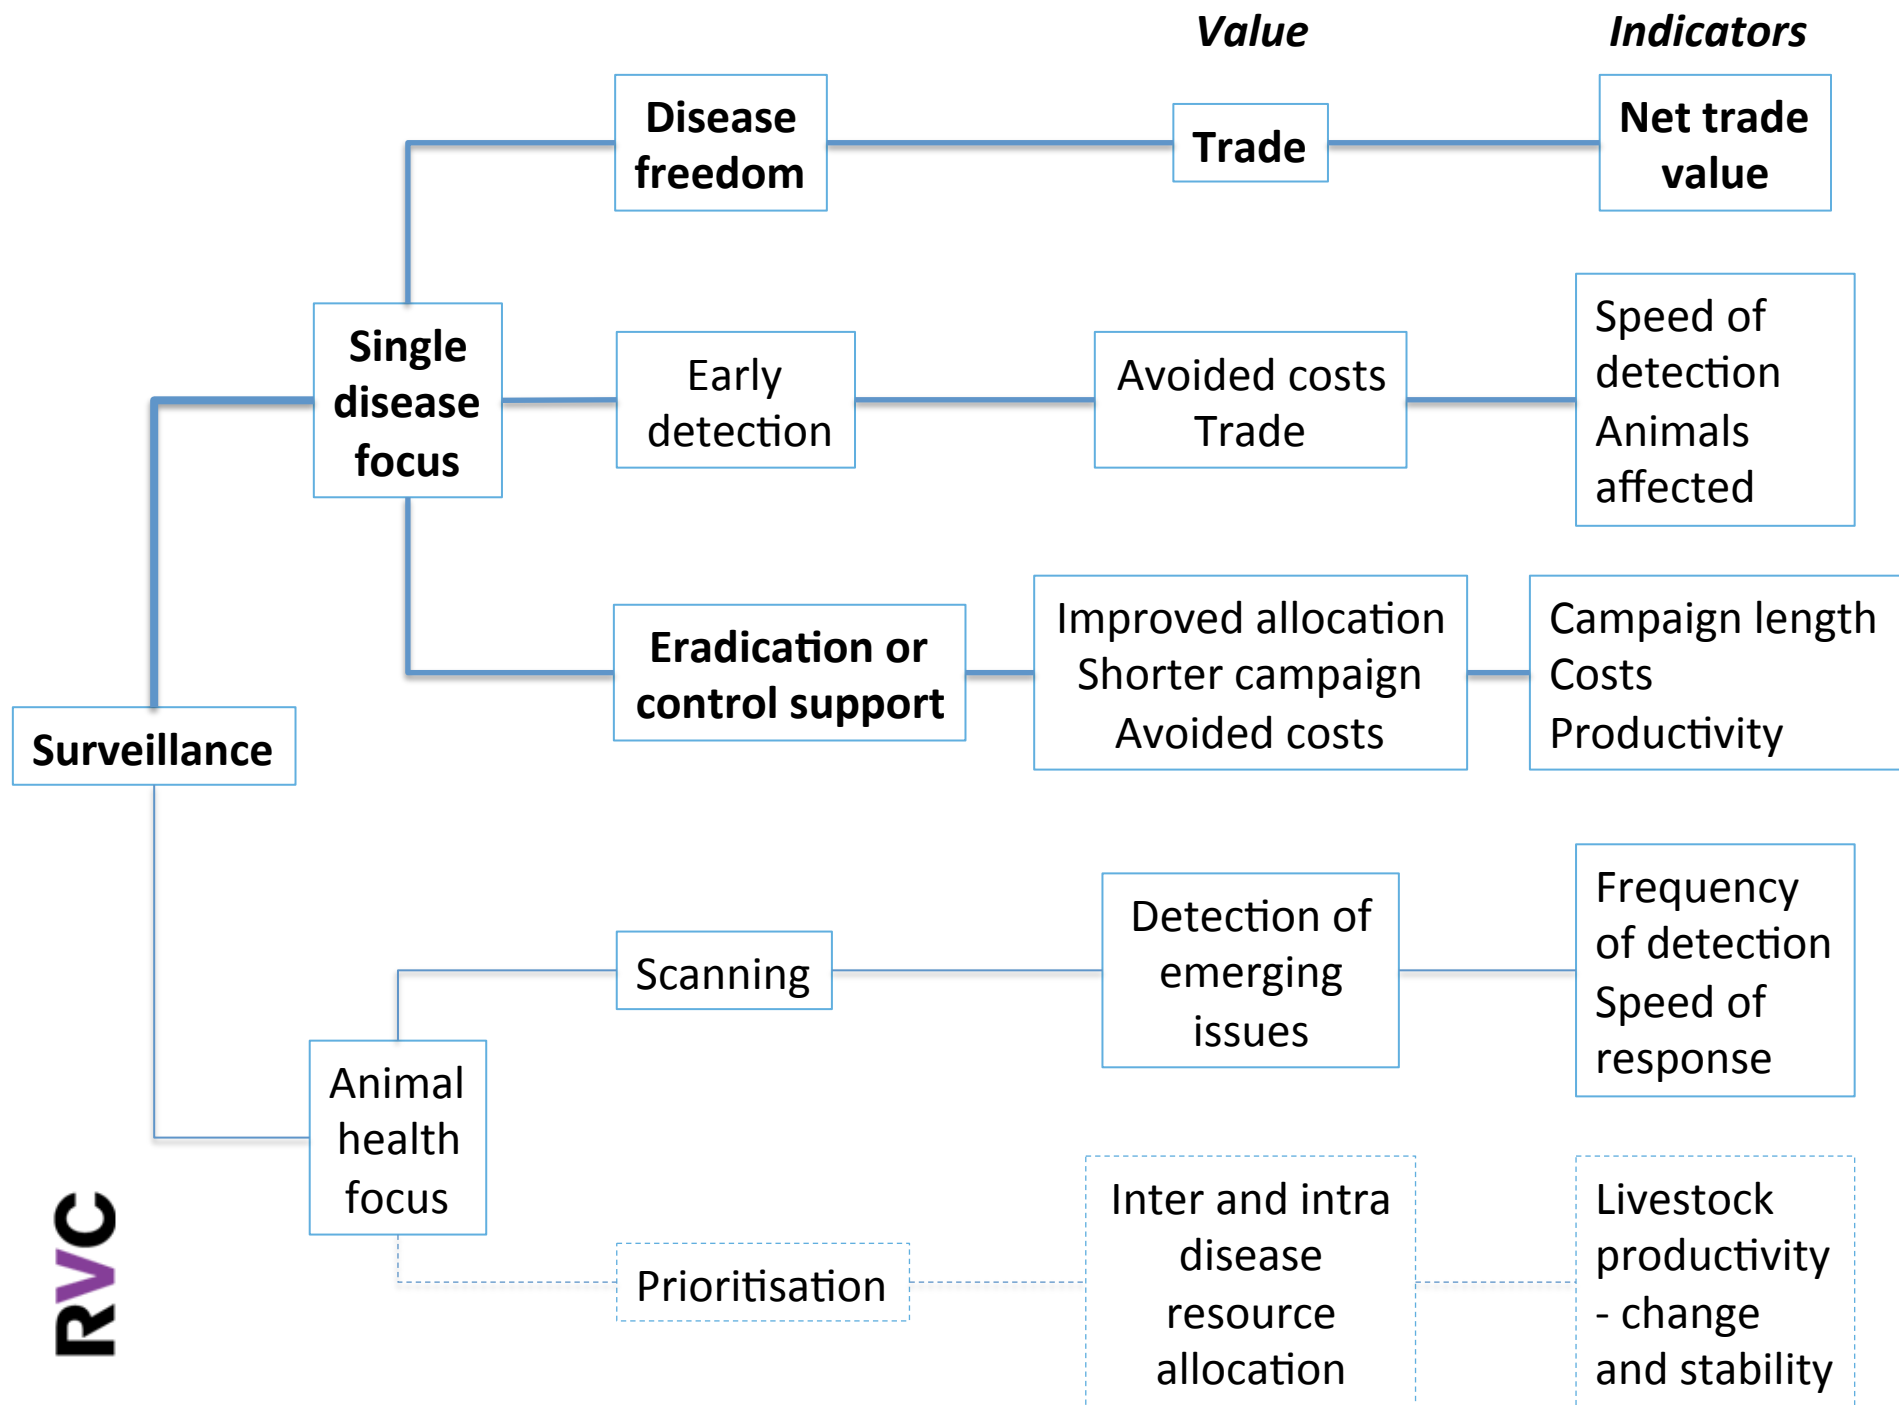 Value
Indicators
Disease
freedom
Trade
Net trade
value
Single
disease
focus
Early
detection
Avoided costs
Trade
Speed of
detection
Animals
affected
Eradication or
control support
Improved allocation
Shorter campaign
Avoided costs
Campaign length
Costs
Productivity
Surveillance
Animal
health
focus
Scanning
Detection of
emerging
issues
Frequency
of detection
Speed of
response
Prioritisation
Inter and intra
disease
resource
allocation
Livestock
productivity
- change
and stability
RVC